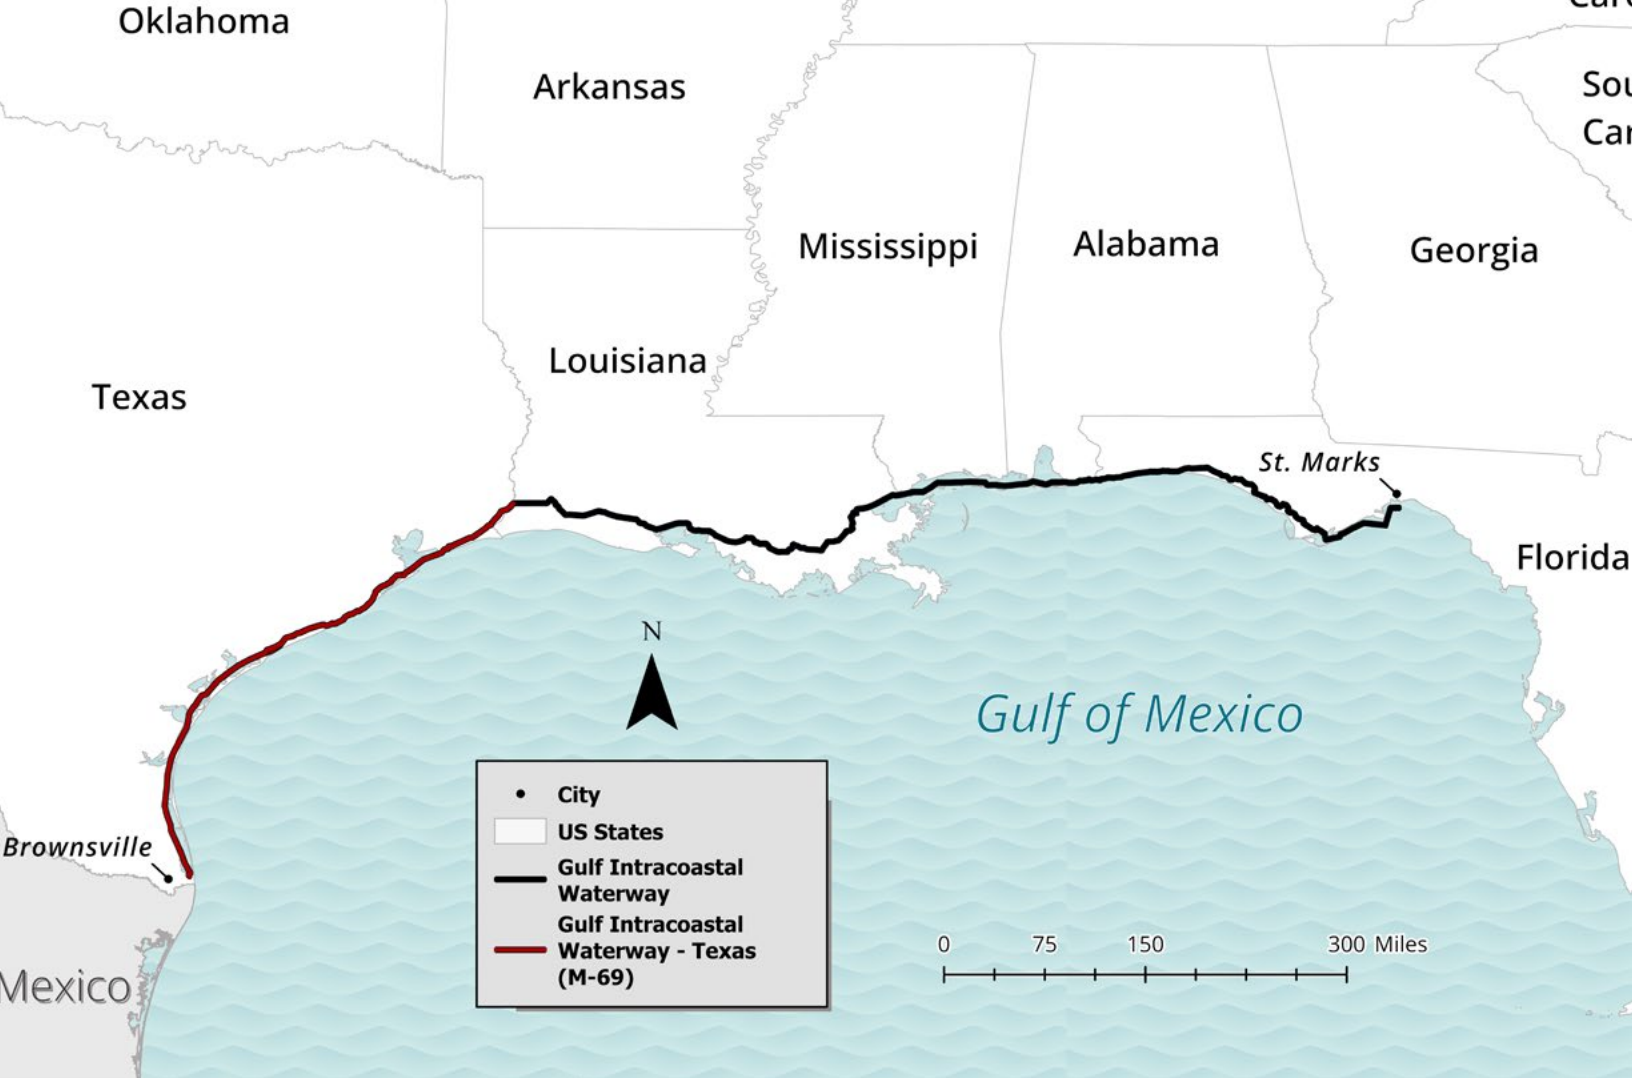 Oklahoma
Arkansas
Sou
Car
Mississippi
Alabama
Georgia
Louisiana
Texas
St. Marks
Florida
N
Gulf of Mexico
City
US States
Gulf Intracoastal
Waterway
Gulf Intracoastal
Waterway - Texas
(M-69)
Brownsville
0 75 150 300 Miles
Mexico